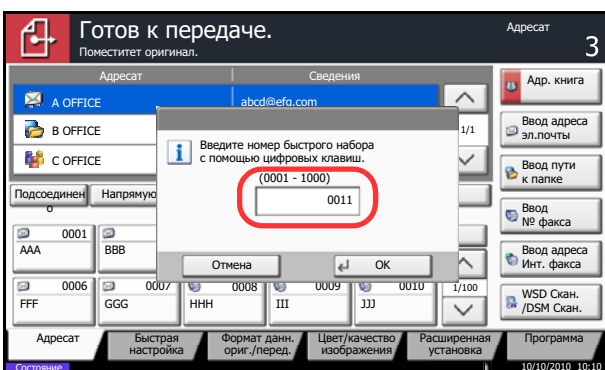 Готов к передаче.
Поместитет оригинал.
Адресат
3
Адресат
Сведения
A OFFICE
abcd@efg.com
B OFFICE
C OFFICE
1/1
Введите номер быстрого набора
с помощью цифровых клавиш.
(0001 - 1000)
0011
Отмена
OK
Подсоединен
о
Напрямую
0001
AAA
BBB
0006
FFF
0007
GGG
0008
HHH
0009
III
0010
JJJ
1/100
Адр. книга
Ввод адреса
эл.почты
Ввод пути
к папке
Ввод
№ факса
Ввод адреса
Инт. факса
WSD Скан.
/DSM Скан.
Адресат
Быстрая
настройка
Формат данн.
ориг./перед.
Цвет/качество
изображения
Расширенная
установка
Программа
Состояние
10/10/2010 10:10